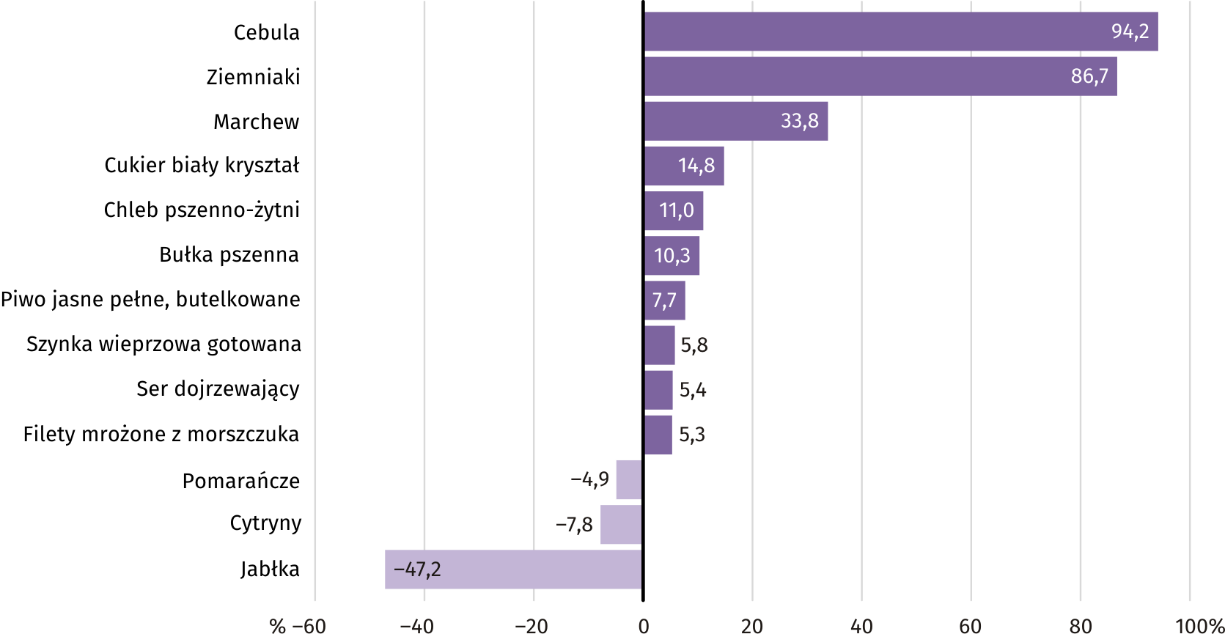 Cebula 94,2
Ziemniaki 86,7
Marchew 33,8
Cukier biały kryształ 14,8
Chleb pszenno-żytni 11,0
Bułka pszenna 10,3
Piwo jasne pełne, butelkowane 7,7
Szynka wieprzowa gotowana 5,8
Ser dojrzewający 5,4
Filety mrożone z morszczuka 5,3
Pomarańcze −4,9
Cytryny −7,8
Jabłka −47,2
% −60 −40 −20 0 20 40 60 80 100%